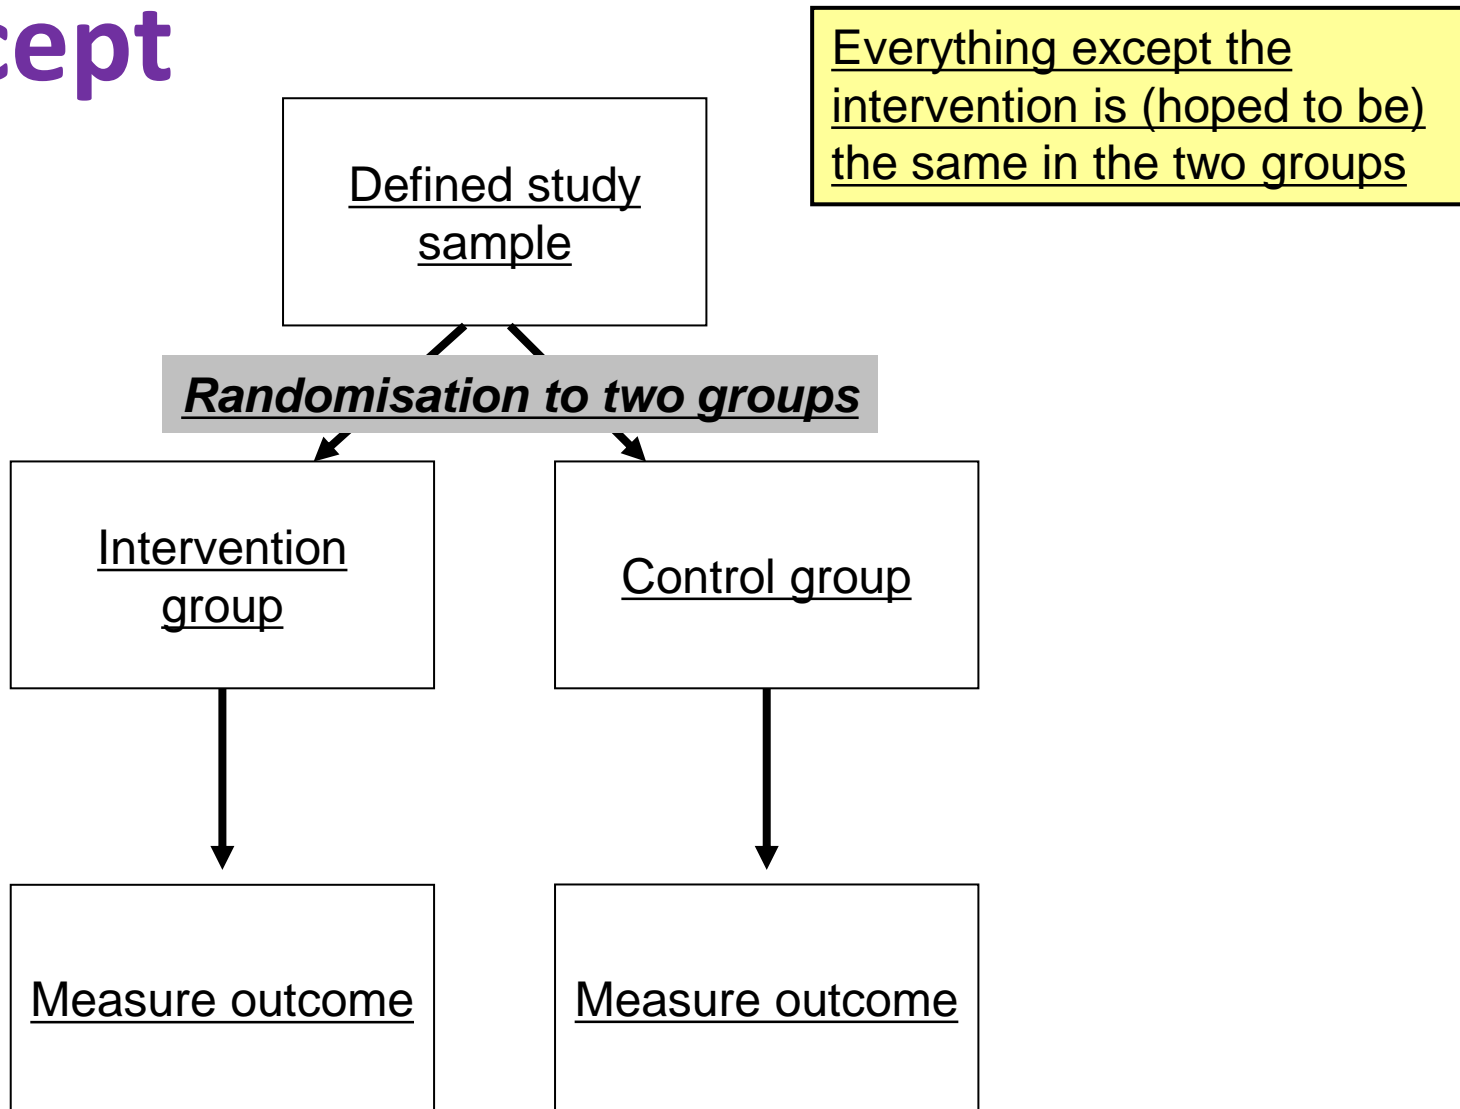 cept
Everything except the
intervention is (hoped to be)
the same in the two groups
Defined study
sample
Randomisation to two groups
Intervention
group
Control group
Measure outcome
Measure outcome